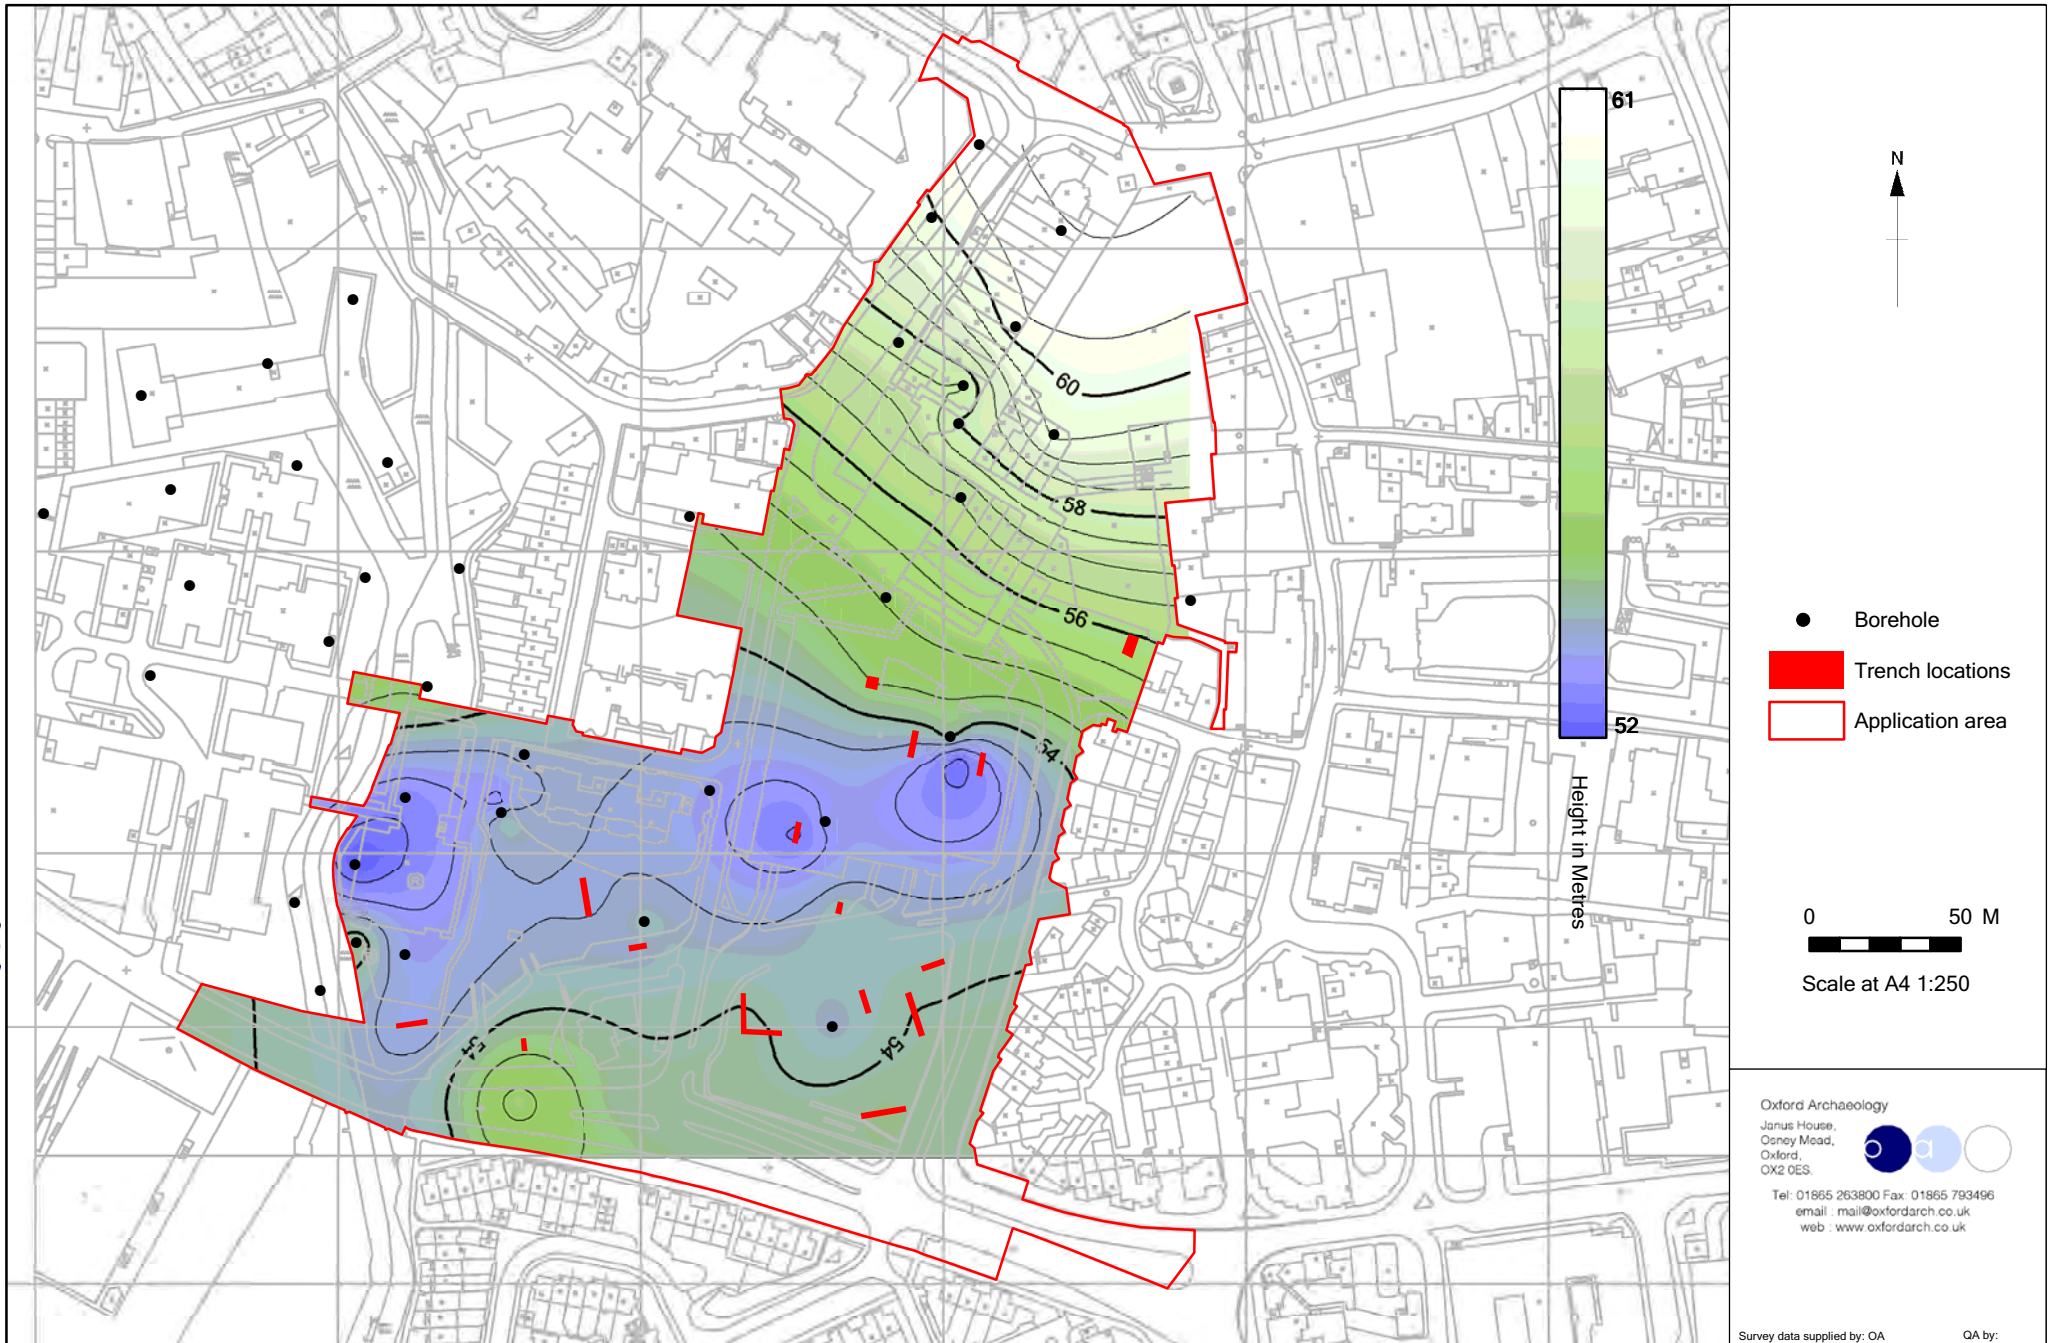 61
60
58
56
54
54
54
52
Height in Metres
N
Borehole
Trench locations
Application area
0 50 M
Scale at A4 1:250
Oxford Archaeology
Janus House,
Osney Mead,
Oxford,
OX2 0ES.
oa
Tel: 01865 263800 Fax: 01865 793496
email : mail@oxfordarch.co.uk
web : www.oxfordarch.co.uk
Survey data supplied by: OA QA by: